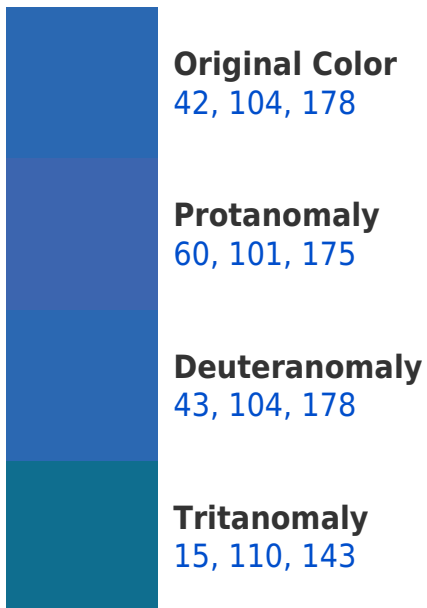 Original Color
42, 104, 178
Protanomaly
60, 101, 175
Deuteranomaly
43, 104, 178
Tritanomaly
15, 110, 143